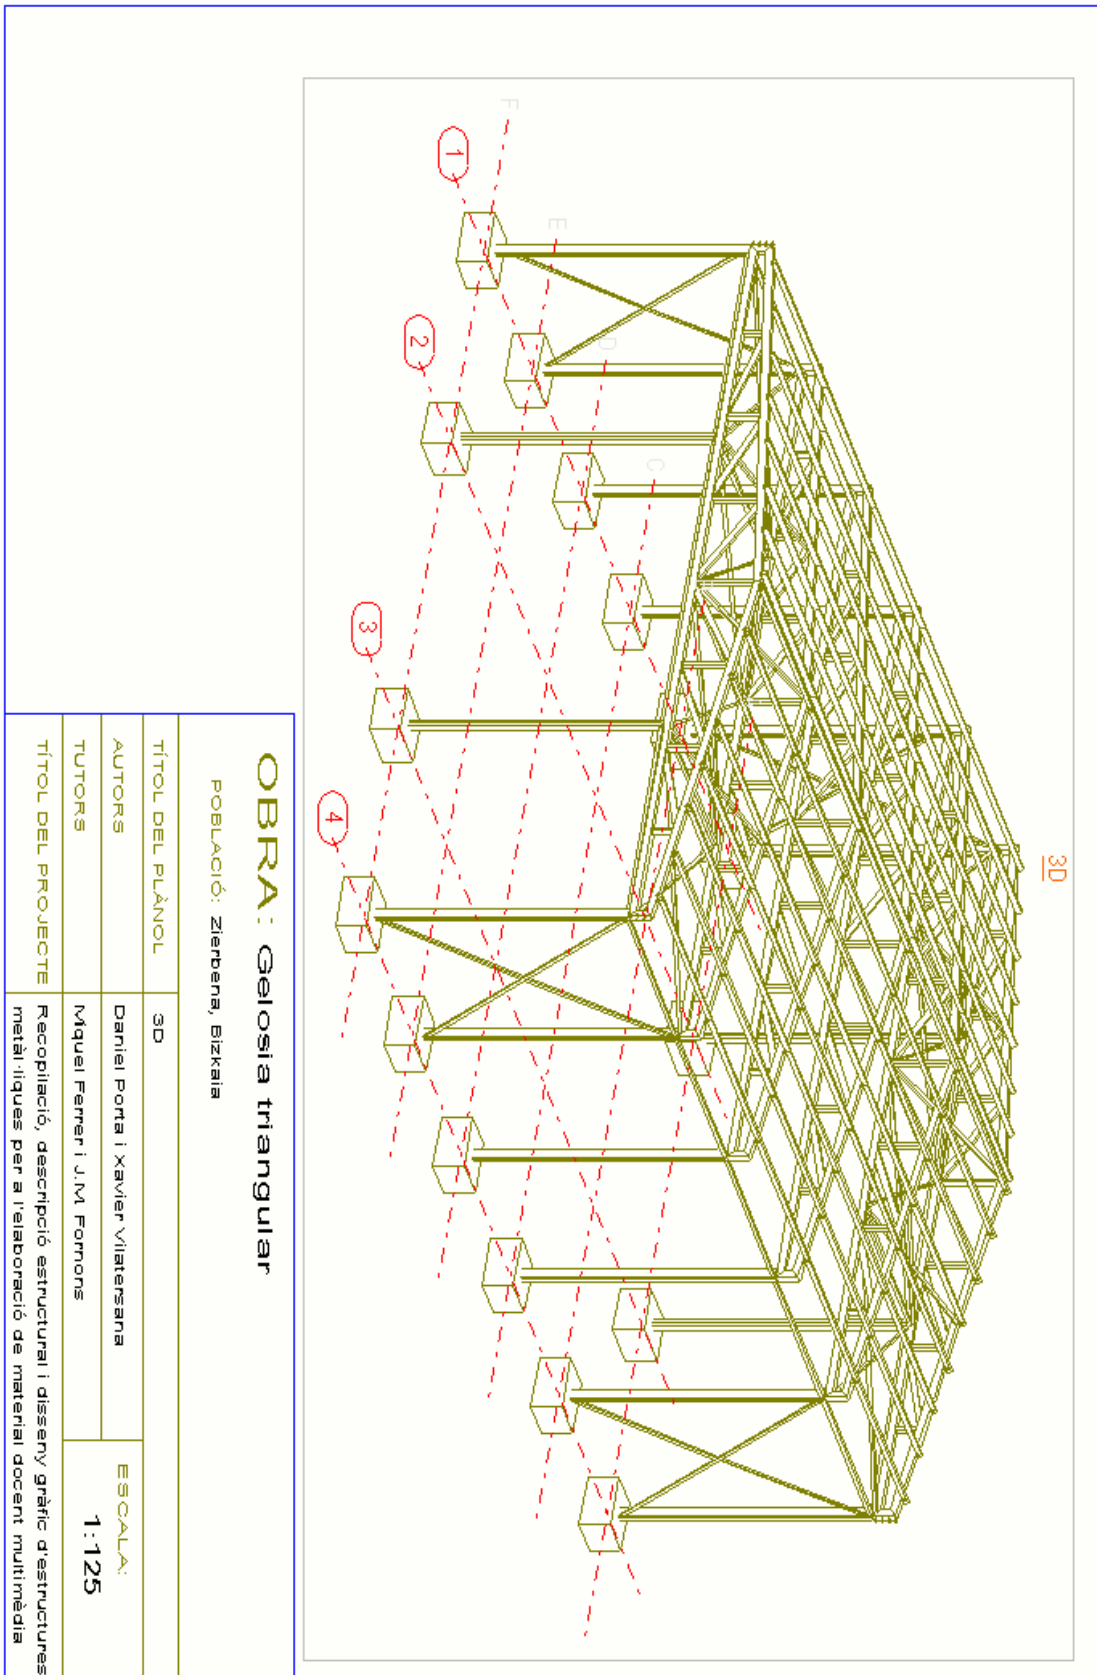 3D
F
E
D
C
1
2
3
4
OBRA: Gelosia triangular
POBLACIÓ: Zierbena, Bizkaia
TÍTOL DEL PLÀNOL 3D
AUTORS Daniel Porta i Xavier Vilatersana
TUTORS Miquel Ferrer i J.M. Fornons
ESCALA:
1:125
TÍTOL DEL PROJECTE Recopilació, descripció estructural i disseny gràfic d'estructures
metàl·liques per a l'elaboració de material docent multimèdia